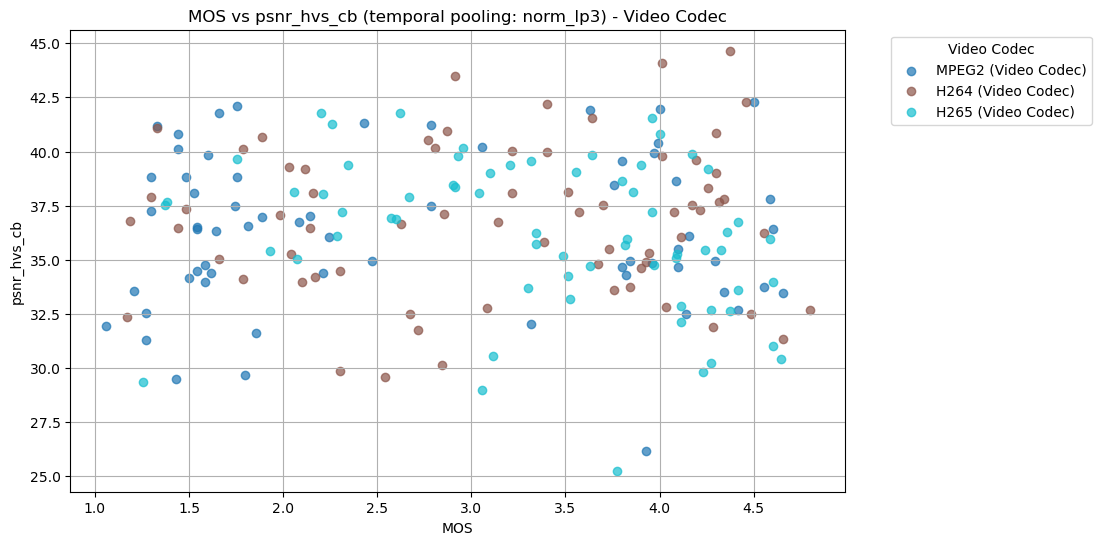 MOS vs psnr_hvs_cb (temporal pooling: norm_lp3) - Video Codec
Video Codec
MPEG2 (Video Codec)
H264 (Video Codec)
H265 (Video Codec)
psnr_hvs_cb
45.0
42.5
40.0
37.5
35.0
32.5
30.0
27.5
25.0
1.0 1.5 2.0 2.5 3.0 3.5 4.0 4.5
MOS